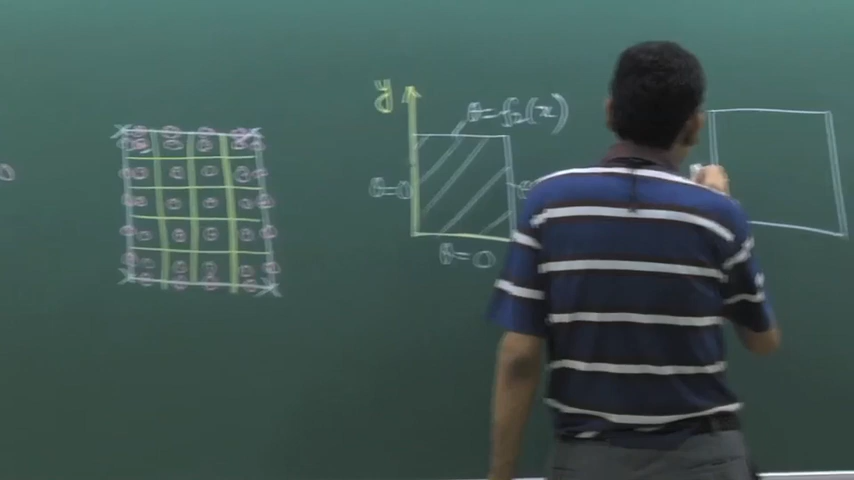 y
θ = f₂(x)
θ = 0
θ = 0